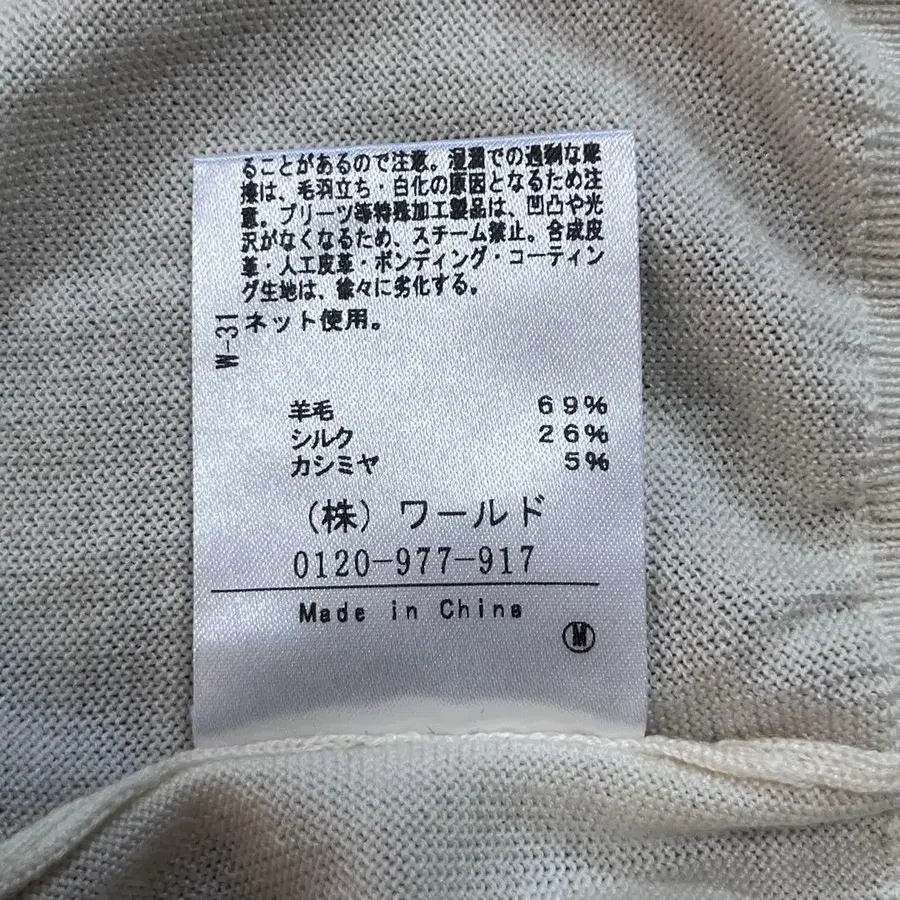 ることがあるので注意。湿潤での過剰な摩
擦は、毛羽立ち・白化の原因となるため注
意。プリーツ等特殊加工製品は、凹凸や光
沢がなくなるため、スチーム禁止。合成皮
革・人工皮革・ボンディング・コーティン
グ生地は、徐々に劣化する。
ネット使用。
W-31
羊毛 69%
シルク 26%
カシミヤ 5%
(株) ワールド
0120-977-917
Made in China
M